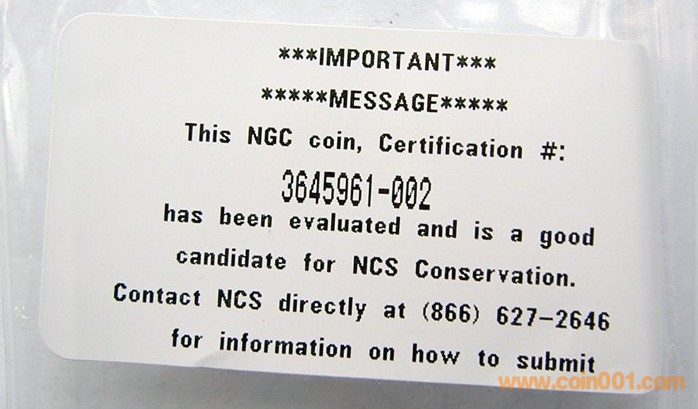 ***IMPORTANT***
*****MESSAGE*****
This NGC coin, Certification #:
3645961-002
has been evaluated and is a good
candidate for NCS Conservation.
Contact NCS directly at (866) 627-2646
for information on how to submit
www.coin001.com